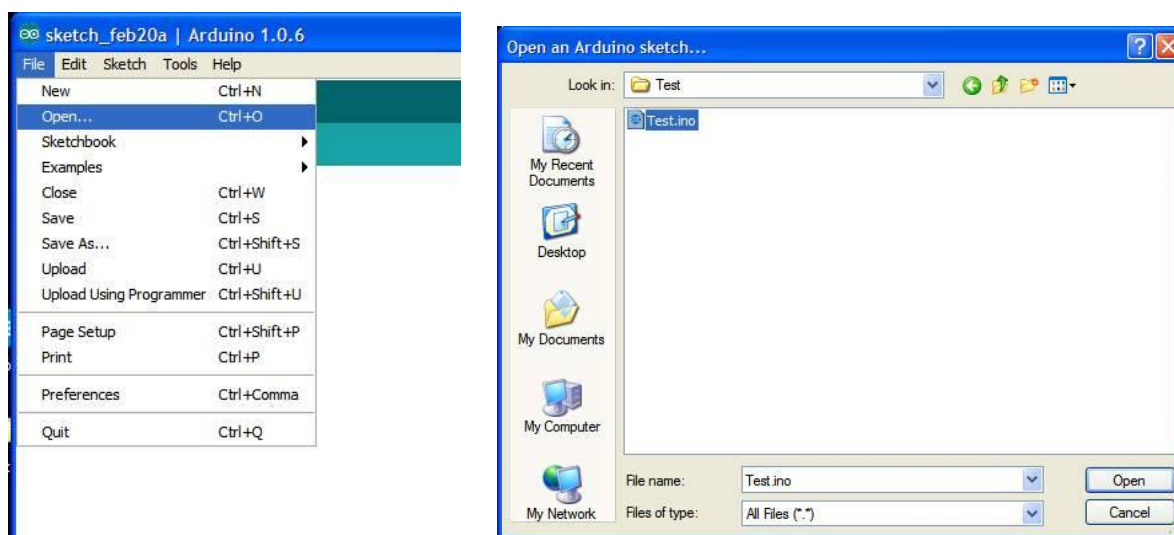 sketch_feb20a | Arduino 1.0.6
File Edit Sketch Tools Help
New Ctrl+N
Open... Ctrl+O
Sketchbook
Examples
Close Ctrl+W
Save Ctrl+S
Save As... Ctrl+Shift+S
Upload Ctrl+U
Upload Using Programmer Ctrl+Shift+U
Page Setup Ctrl+Shift+P
Print Ctrl+P
Preferences Ctrl+Comma
Quit Ctrl+Q
Open an Arduino sketch...
Look in: Test
Test.ino
My Recent
Documents
Desktop
My Documents
My Computer
My Network
File name: Test.ino Open
Files of type: All Files (*.*) Cancel